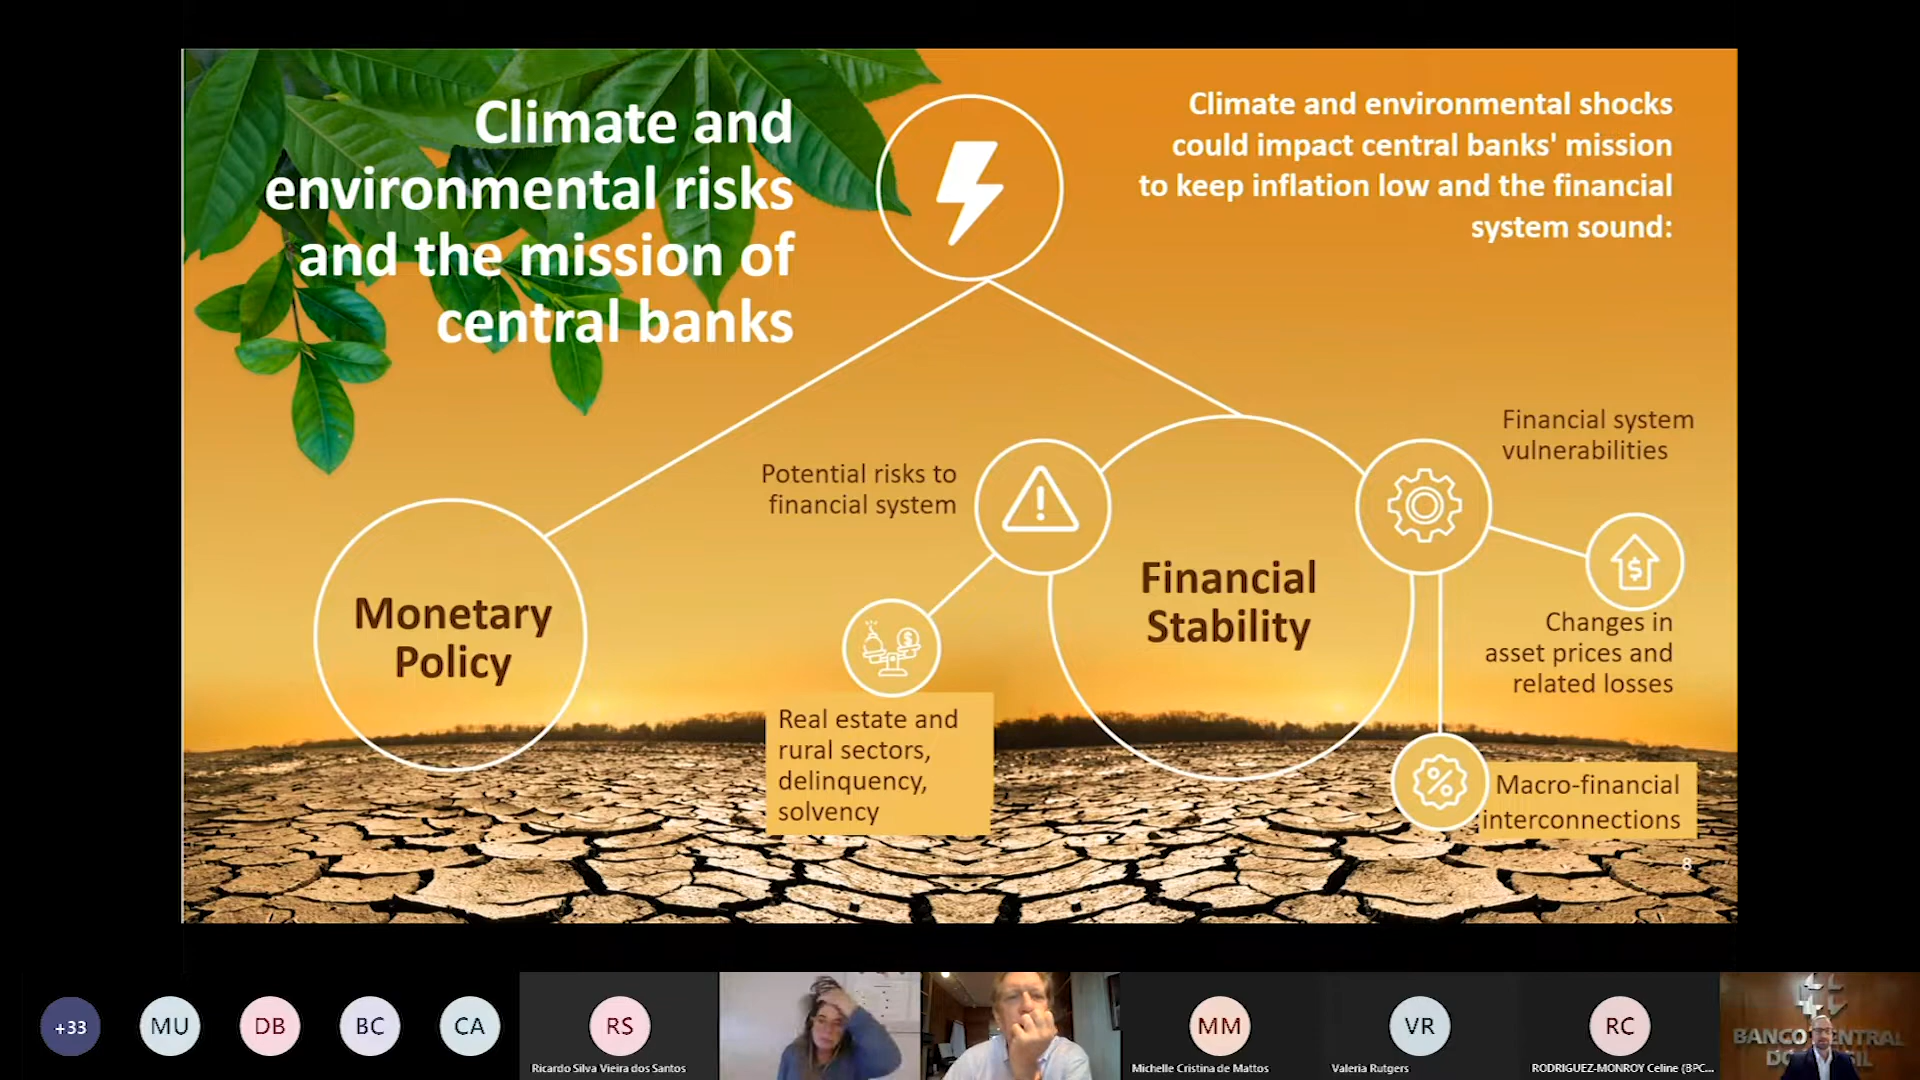 Climate and
environmental risks
and the mission of
central banks
Climate and environmental shocks
could impact central banks' mission
to keep inflation low and the financial
system sound:
Financial system
vulnerabilities
Potential risks to
financial system
Monetary
Policy
Financial
Stability
Changes in
asset prices and
related losses
Real estate and
rural sectors,
delinquency,
solvency
Macro-financial
interconnections
8
+33
MU
DB
BC
CA
RS
MM
VR
RC
Ricardo Silva Vieira dos Santos
Michelle Cristina de Mattos
Valeria Rutgers
RODRIGUEZ-MONROY Celine (BPC...